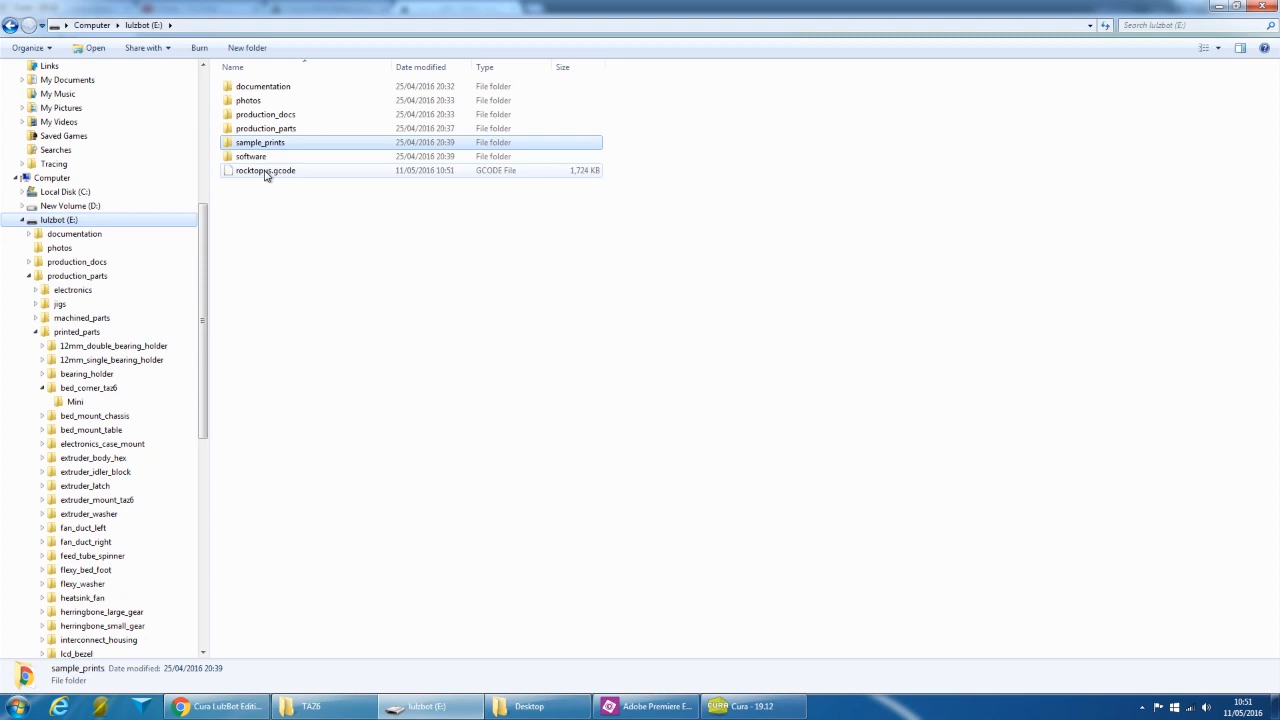 Computer lulzbot (E:) Search lulzbot (E:)
Organize Open Share with Burn New folder
Name Date modified Type Size
documentation 25/04/2016 20:32 File folder
photos 25/04/2016 20:33 File folder
production_docs 25/04/2016 20:33 File folder
production_parts 25/04/2016 20:37 File folder
sample_prints 25/04/2016 20:39 File folder
software 25/04/2016 20:39 File folder
rocktopus.gcode 11/05/2016 10:51 GCODE File 1,724 KB
Links
My Documents
My Music
My Pictures
My Videos
Saved Games
Searches
Tracing
Computer
Local Disk (C:)
New Volume (D:)
lulzbot (E:)
documentation
photos
production_docs
production_parts
electronics
jigs
machined_parts
printed_parts
12mm_double_bearing_holder
12mm_single_bearing_holder
bearing_holder
bed_corner_taz6
Mini
bed_mount_chassis
bed_mount_table
electronics_case_mount
extruder_body_hex
extruder_idler_block
extruder_latch
extruder_mount_taz6
extruder_washer
fan_duct_left
fan_duct_right
feed_tube_spinner
flexy_bed_foot
flexy_washer
heatsink_fan
herringbone_large_gear
herringbone_small_gear
interconnect_housing
lcd_bezel
sample_prints Date modified: 25/04/2016 20:39
File folder
Cura LulzBot Editi... TAZ6 lulzbot (E:) Desktop Adobe Premiere E... CURA Cura - 19.12
10:51
11/05/2016